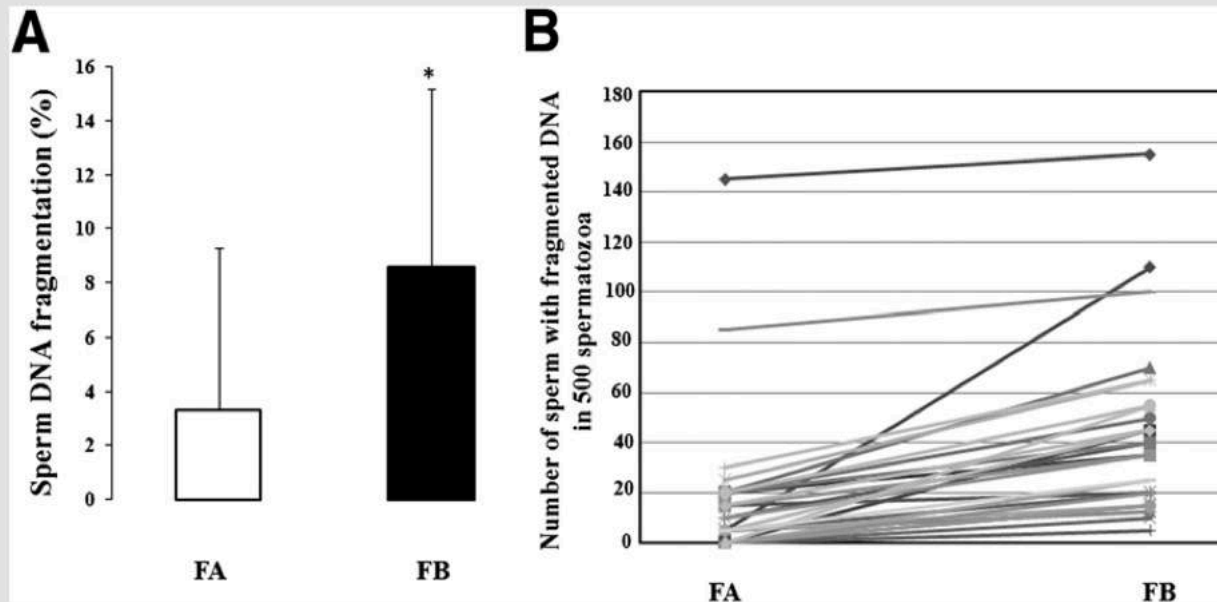 A
Sperm DNA fragmentation (%)
16
14
12
10
8
6
4
2
0
*
FA
FB
B
Number of sperm with fragmented DNA
in 500 spermatozoa
180
160
140
120
100
80
60
40
20
0
FA
FB